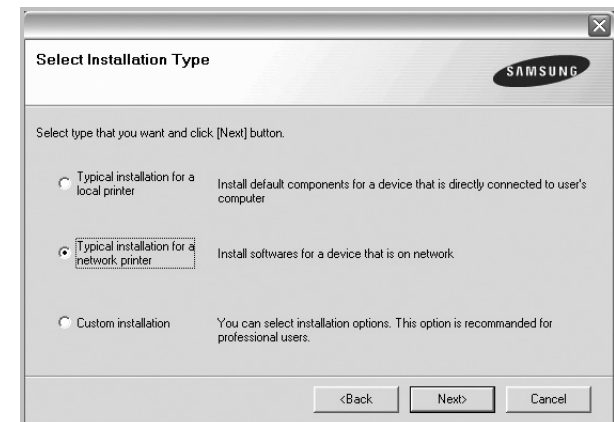 Select Installation Type
SAMSUNG
Select type that you want and click [Next] button.
Typical installation for a
local printer
Install default components for a device that is directly connected to user's
computer
Typical installation for a
network printer
Install softwares for a device that is on network
Custom installation
You can select installation options. This option is recommanded for
professional users.
<Back
Next>
Cancel